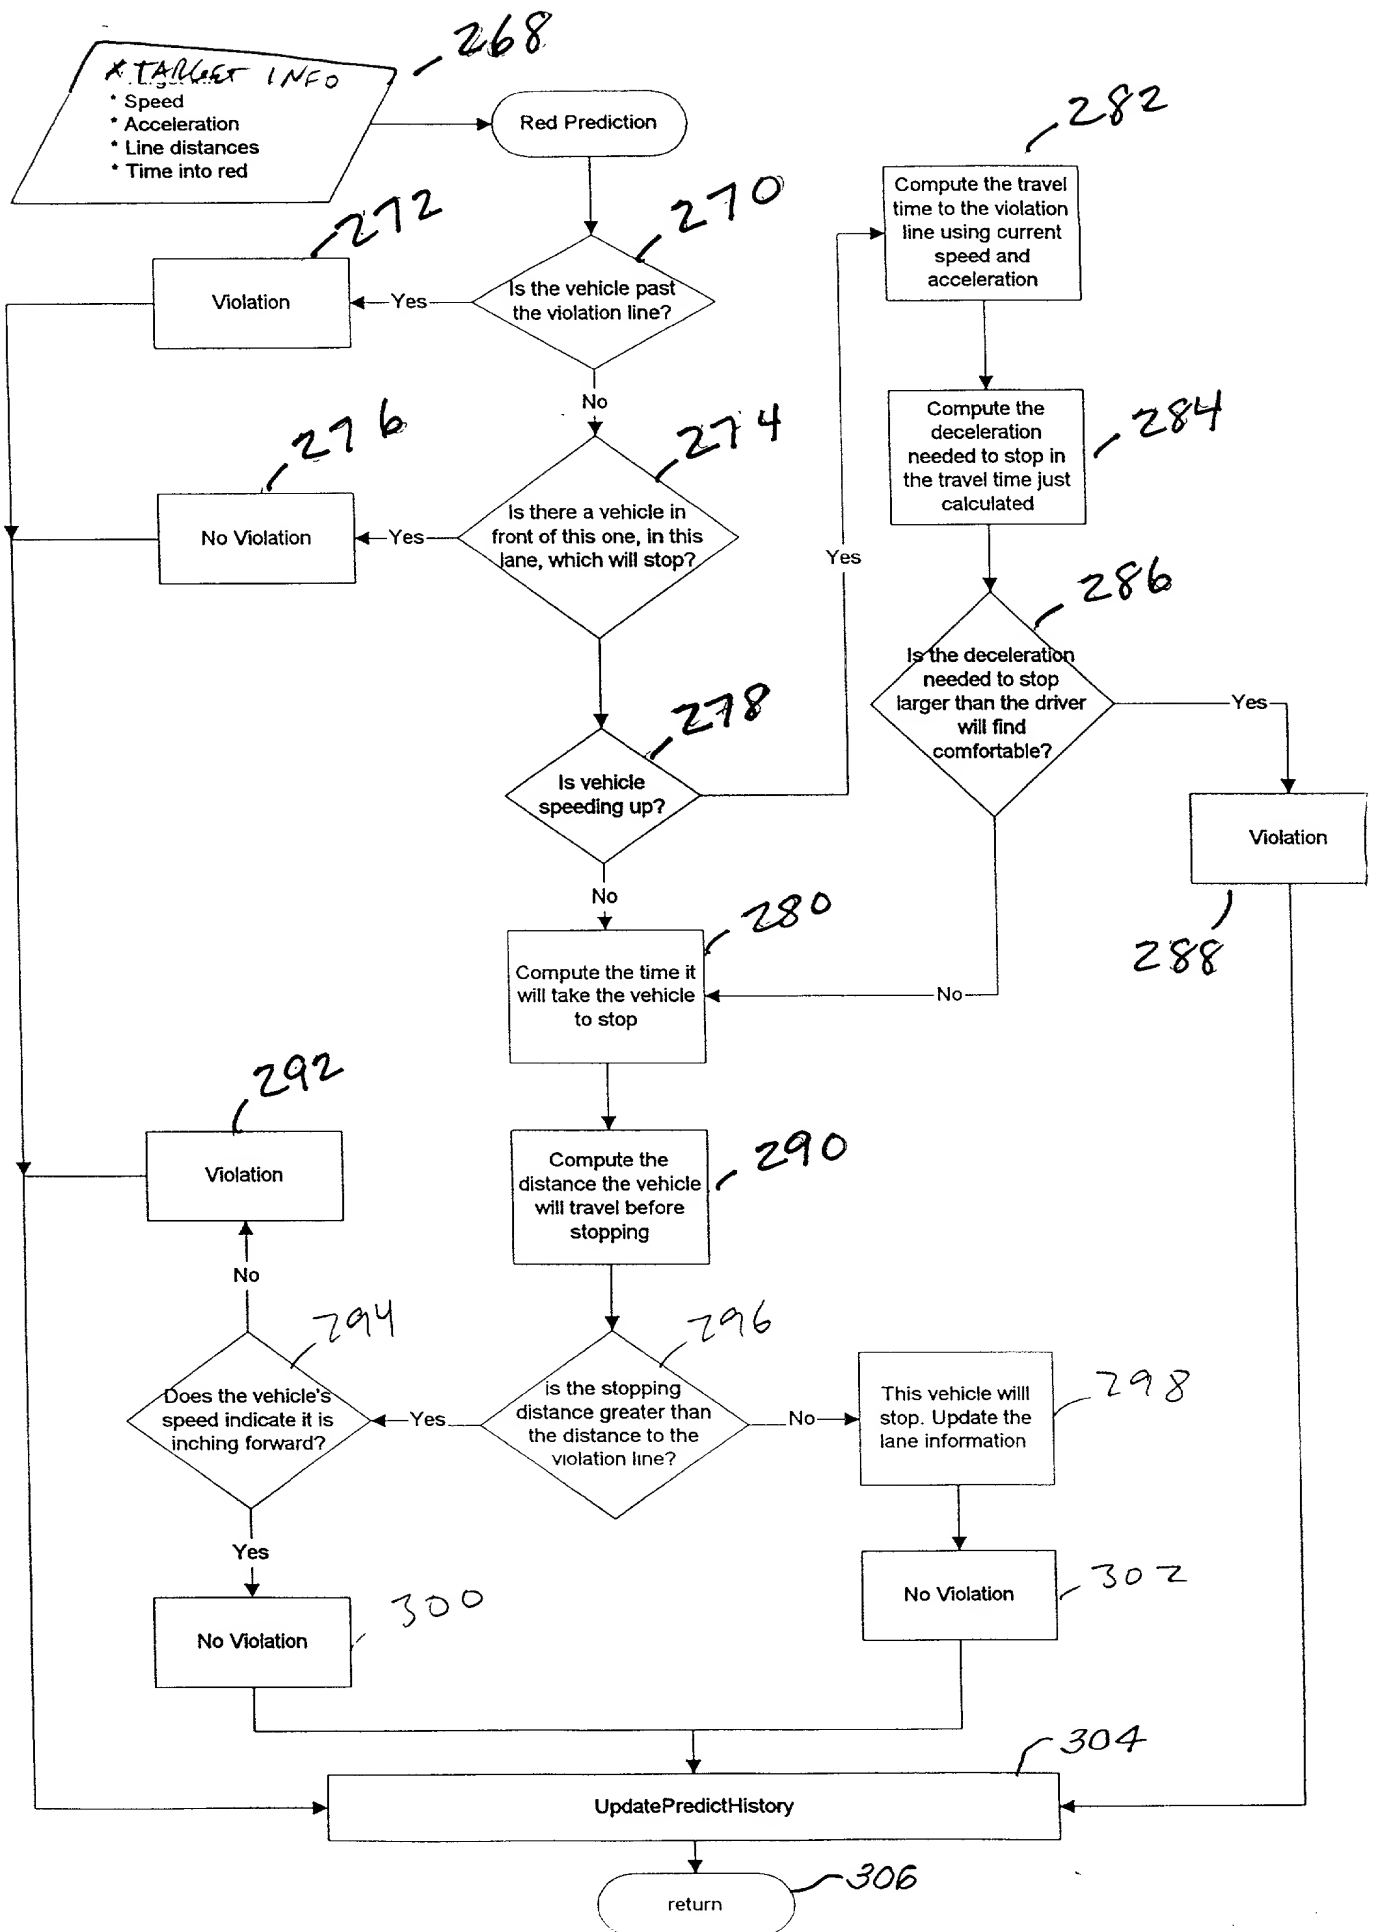 268
* TARGET INFO
* Speed
* Acceleration
* Line distances
* Time into red
Red Prediction
282
Compute the travel
time to the violation
line using current
speed and
acceleration
272
270
Violation
Yes
Is the vehicle past
the violation line?
No
276
274
284
Compute the
deceleration
needed to stop in
the travel time just
calculated
No Violation
Yes
Is there a vehicle in
front of this one, in this
lane, which will stop?
Yes
286
Is the deceleration
needed to stop
larger than the driver
will find
comfortable?
Yes
278
Is vehicle
speeding up?
No
Violation
288
280
Compute the time it
will take the vehicle
to stop
No
292
Violation
290
Compute the
distance the vehicle
will travel before
stopping
No
294
Does the vehicle's
speed indicate it is
inching forward?
Yes
296
is the stopping
distance greater than
the distance to the
violation line?
No
298
This vehicle willl
stop. Update the
lane information
Yes
300
No Violation
302
No Violation
304
UpdatePredictHistory
306
return